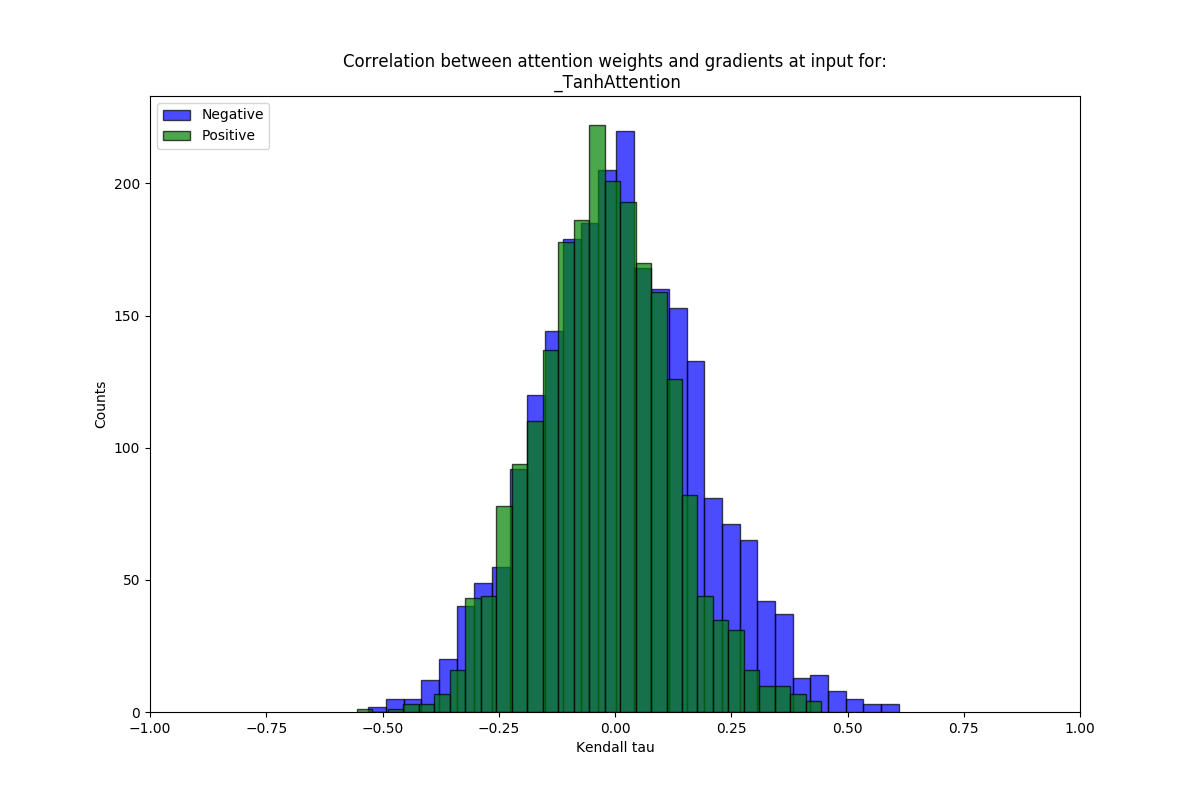 Correlation between attention weights and gradients at input for:
_TanhAttention
Negative
Positive
200
150
100
50
0
Counts
−1.00
−0.75
−0.50
−0.25
0.00
0.25
0.50
0.75
1.00
Kendall tau